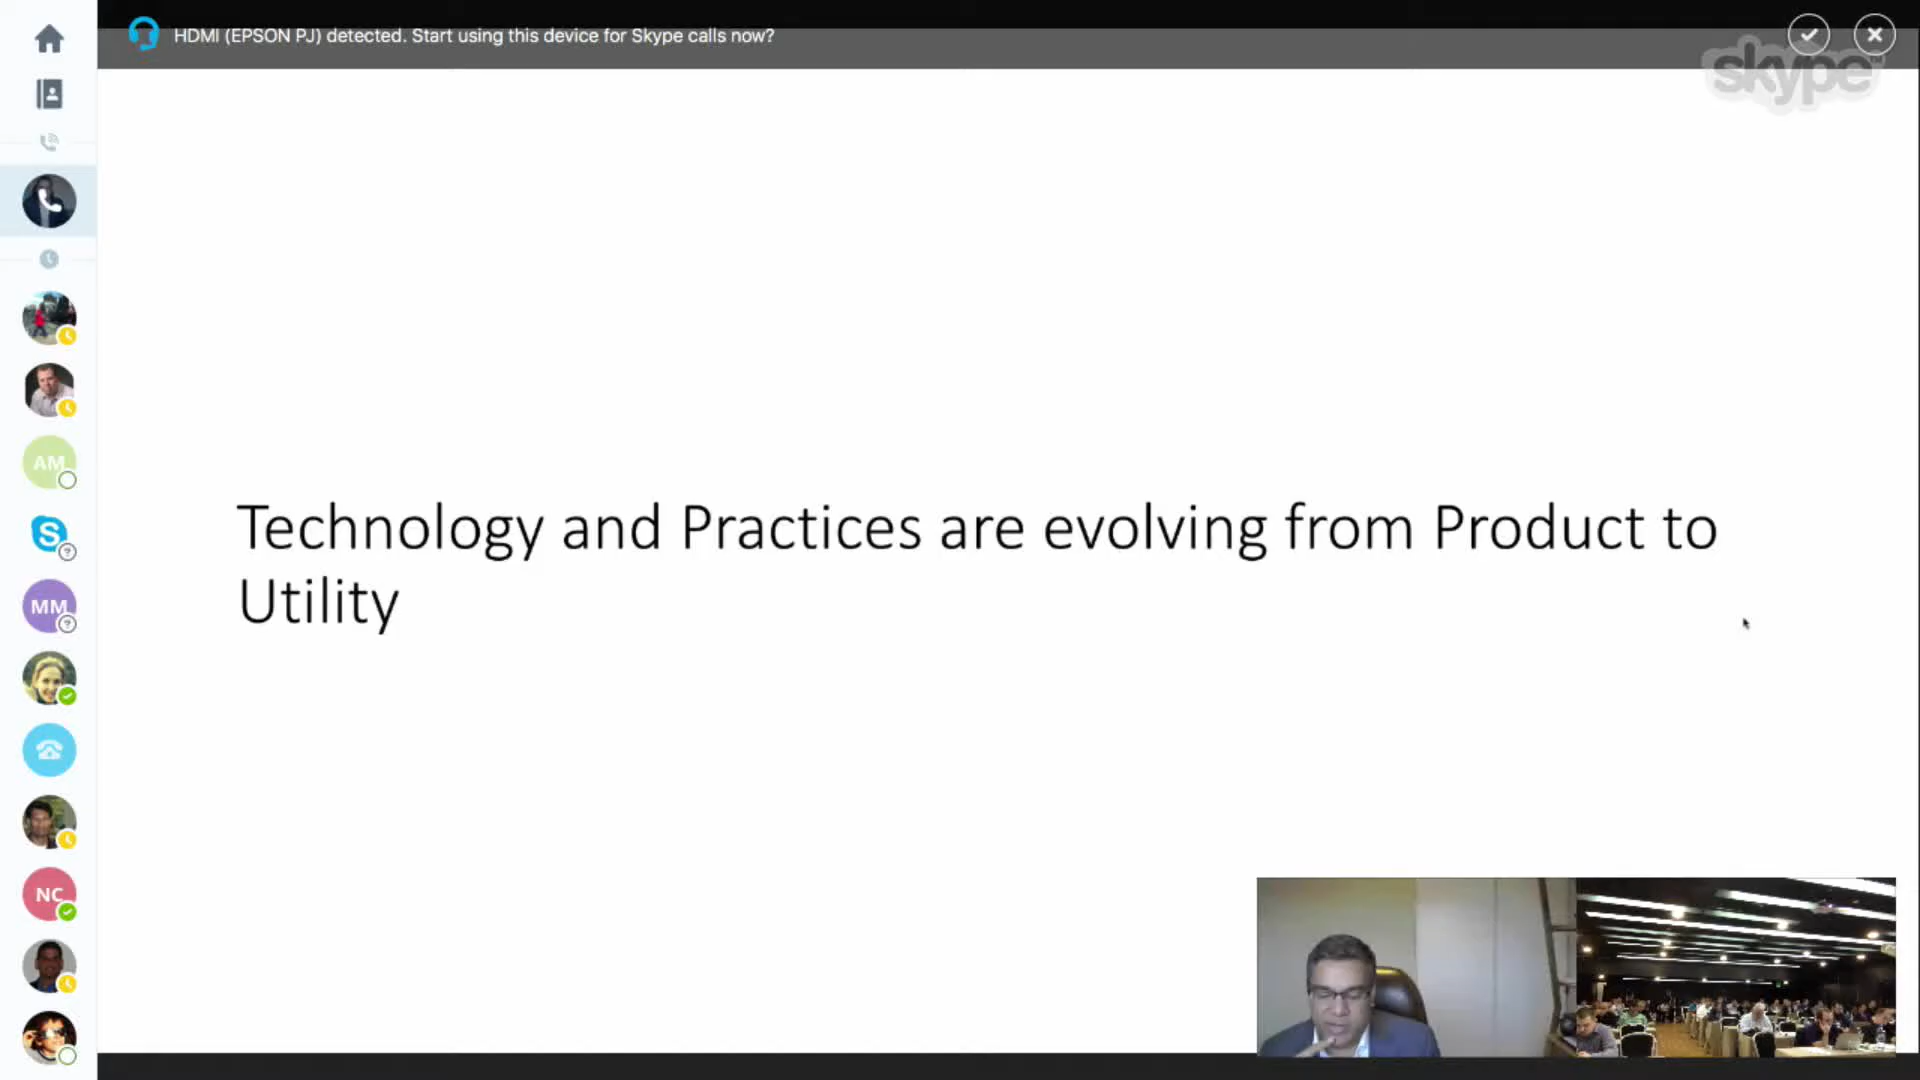 HDMI (EPSON PJ) detected. Start using this device for Skype calls now?
skype
AM
S
MM
NC
Technology and Practices are evolving from Product to
Utility